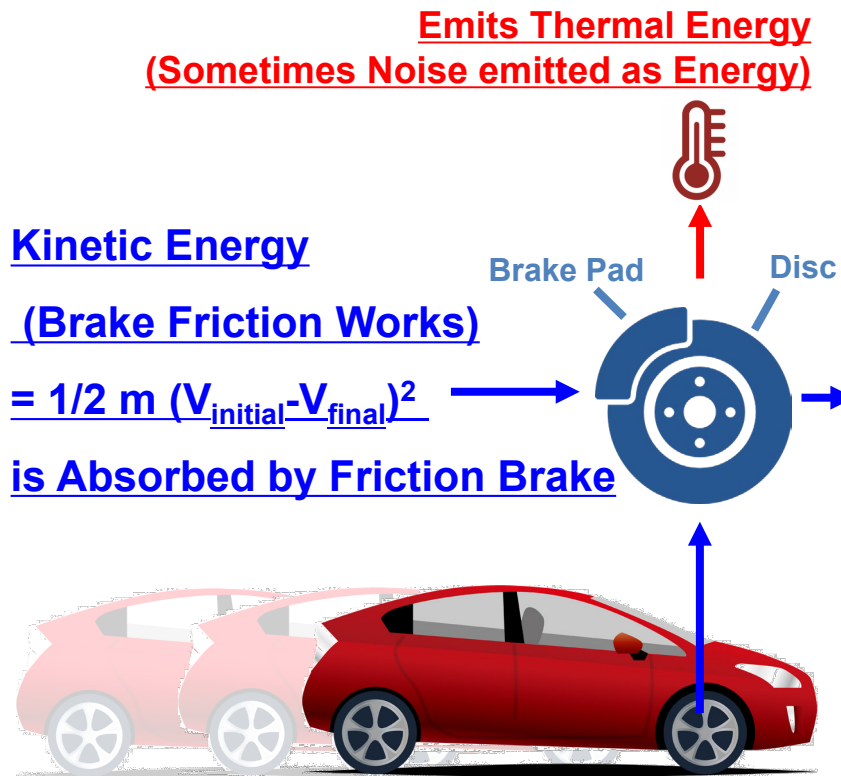 Emits Thermal Energy
(Sometimes Noise emitted as Energy)
Kinetic Energy
(Brake Friction Works)
= 1/2 m (Vinitial-Vfinal)2
is Absorbed by Friction Brake
Brake Pad
Disc